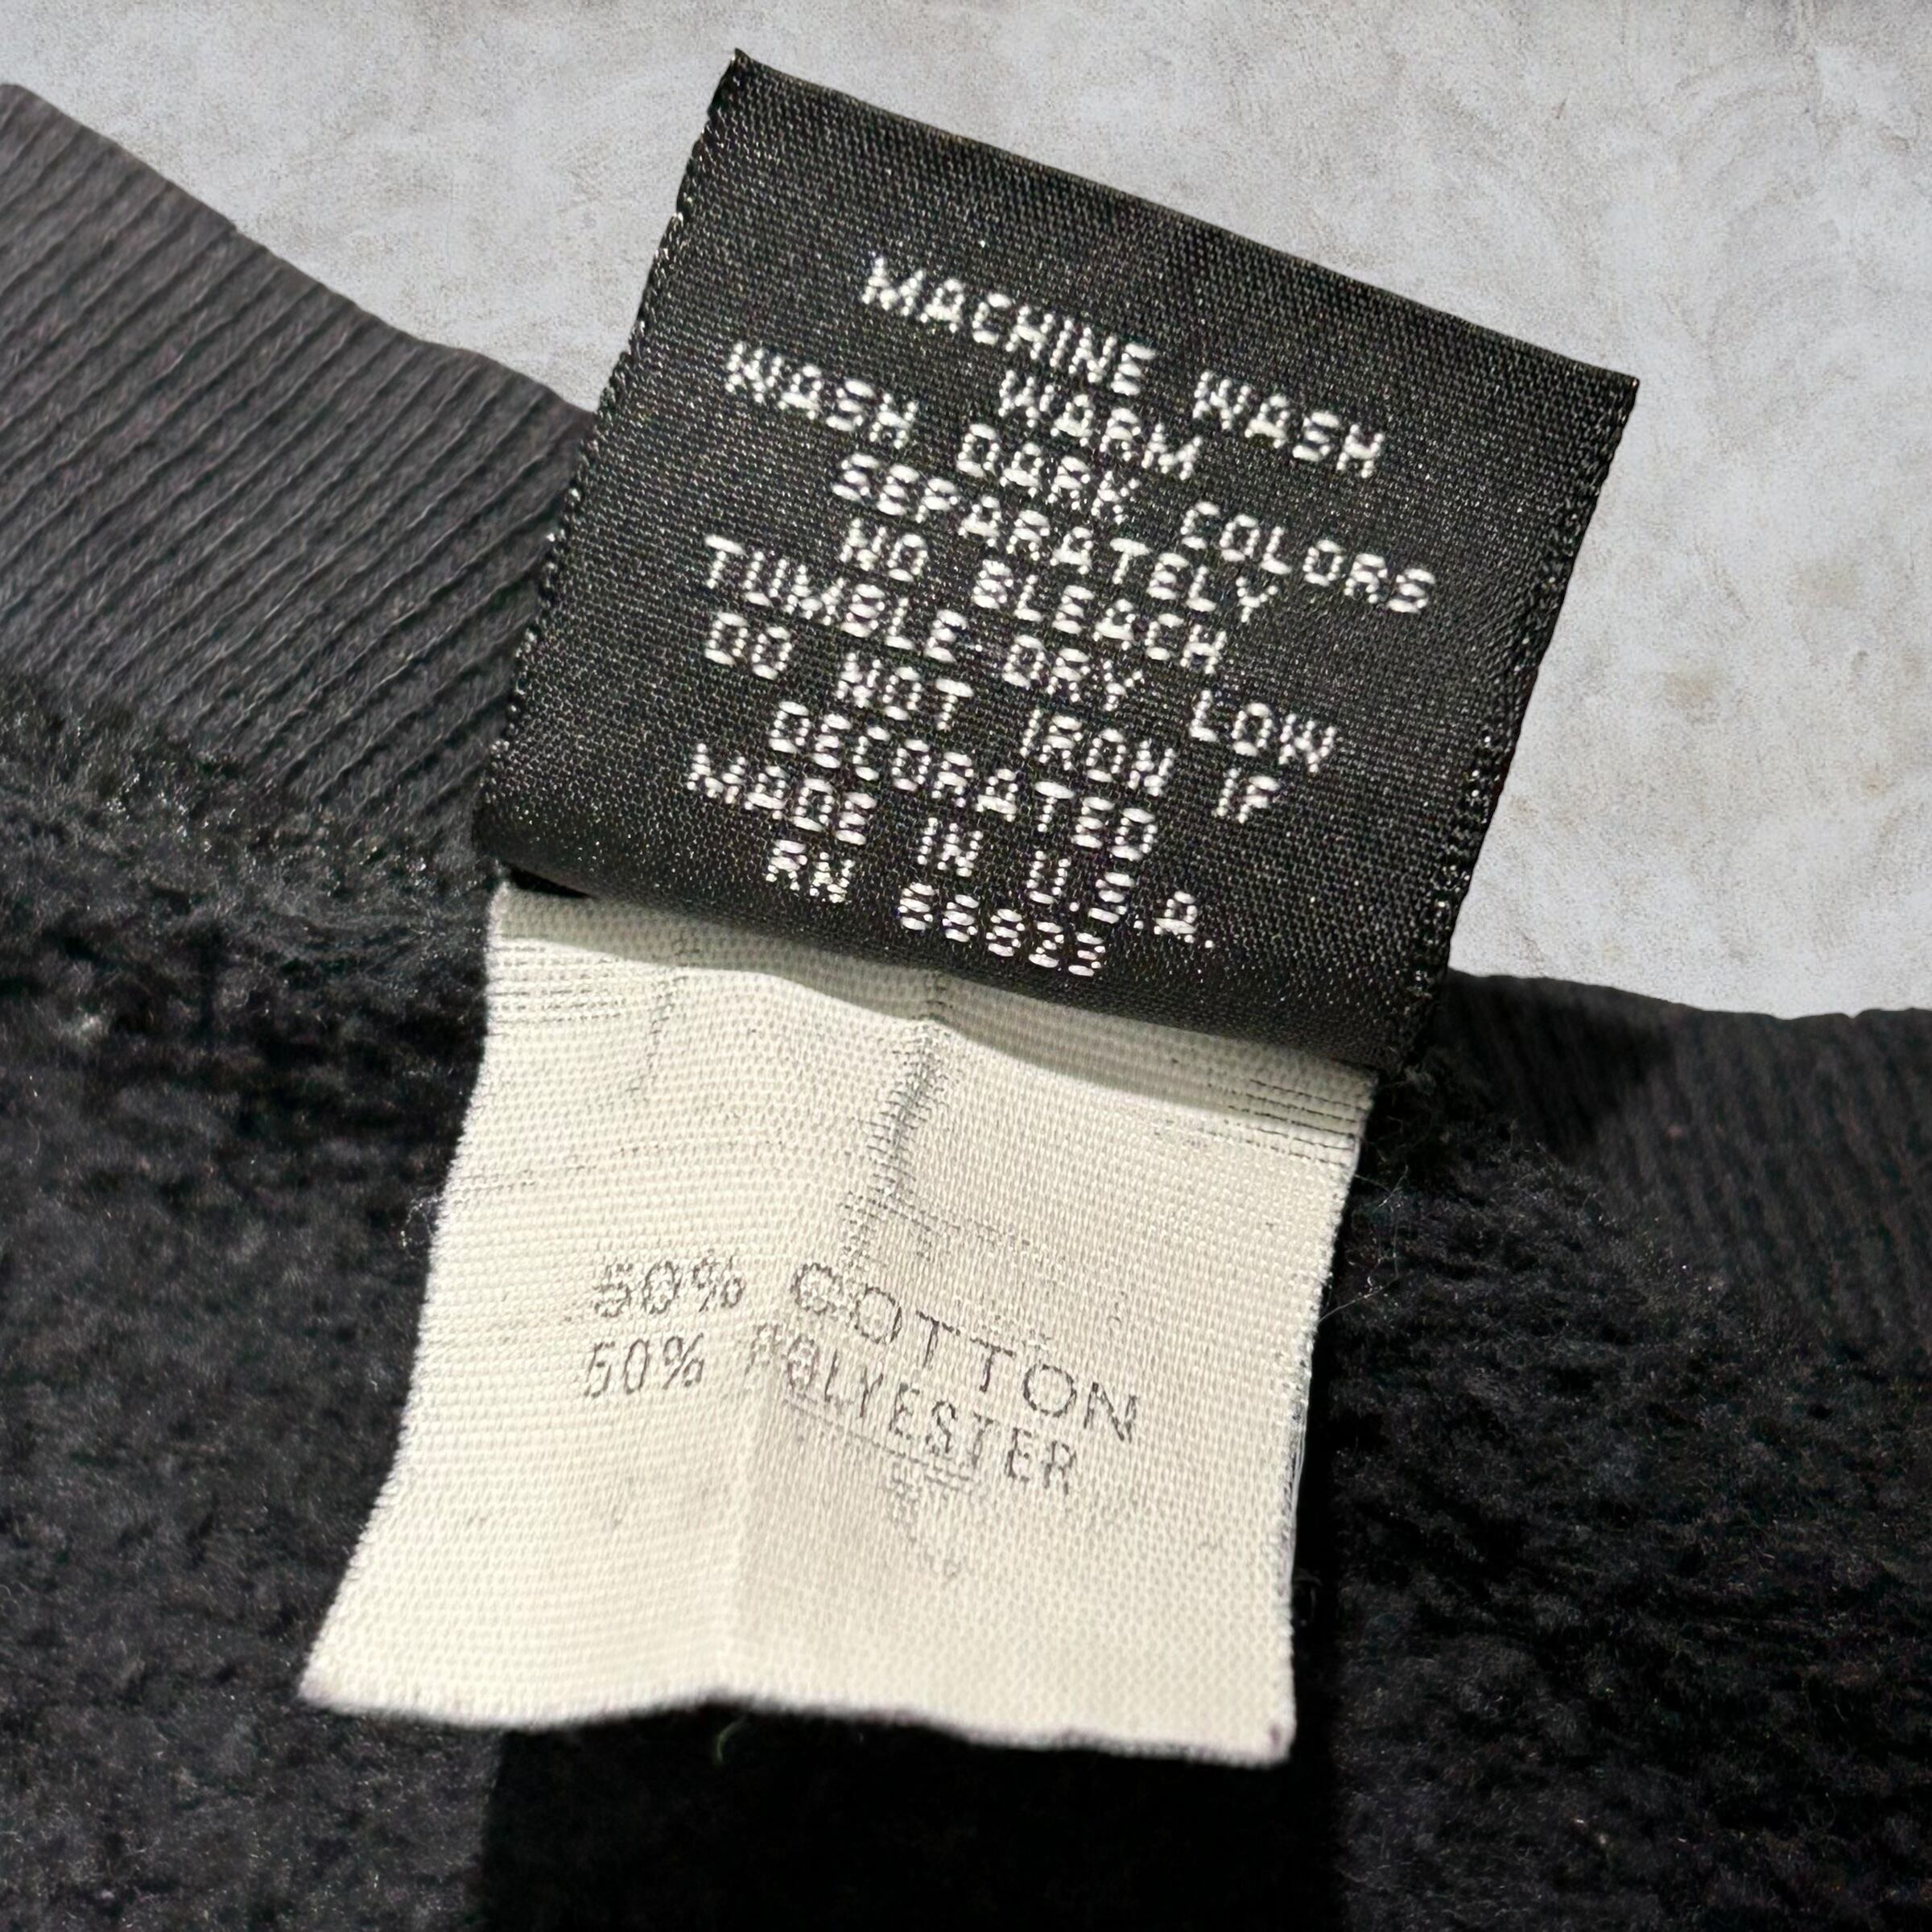 MACHINE WASH
WARM
WASH DARK COLORS
SEPARATELY
NO BLEACH
TUMBLE DRY LOW
DO NOT IRON IF
DECORATED
MADE IN U.S.A.
RN
50% COTTON
50% POLYESTER